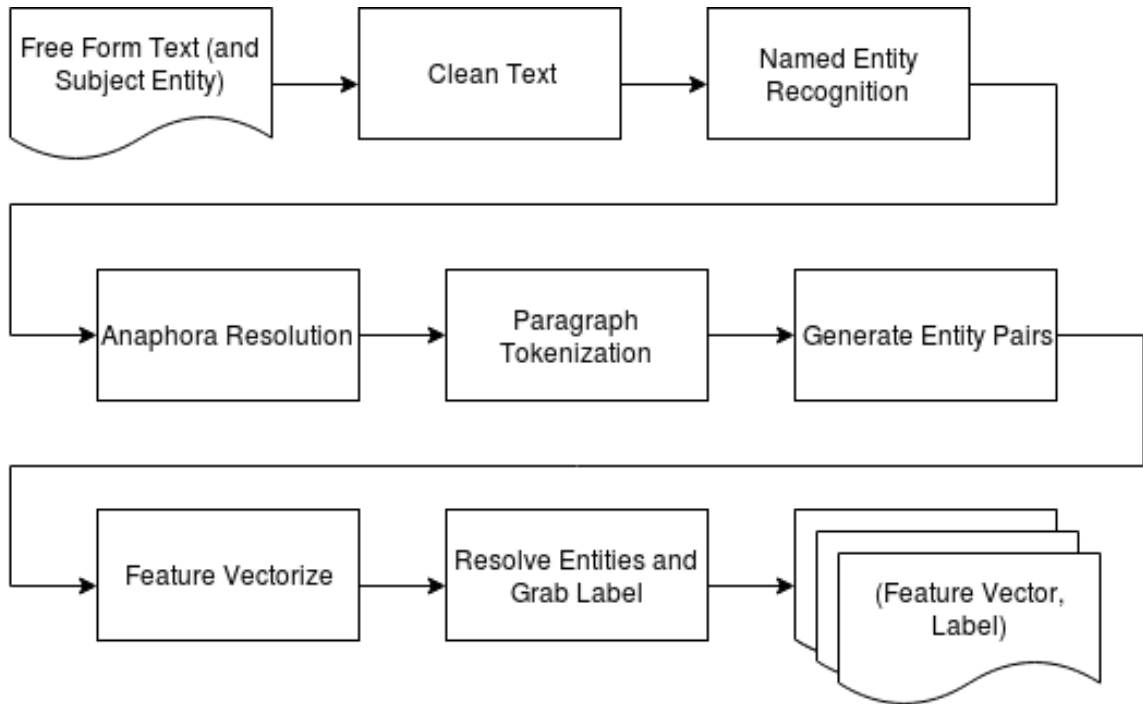 Free Form Text (and
Subject Entity)
Clean Text
Named Entity
Recognition
Anaphora Resolution
Paragraph
Tokenization
Generate Entity Pairs
Feature Vectorize
Resolve Entities and
Grab Label
(Feature Vector,
Label)